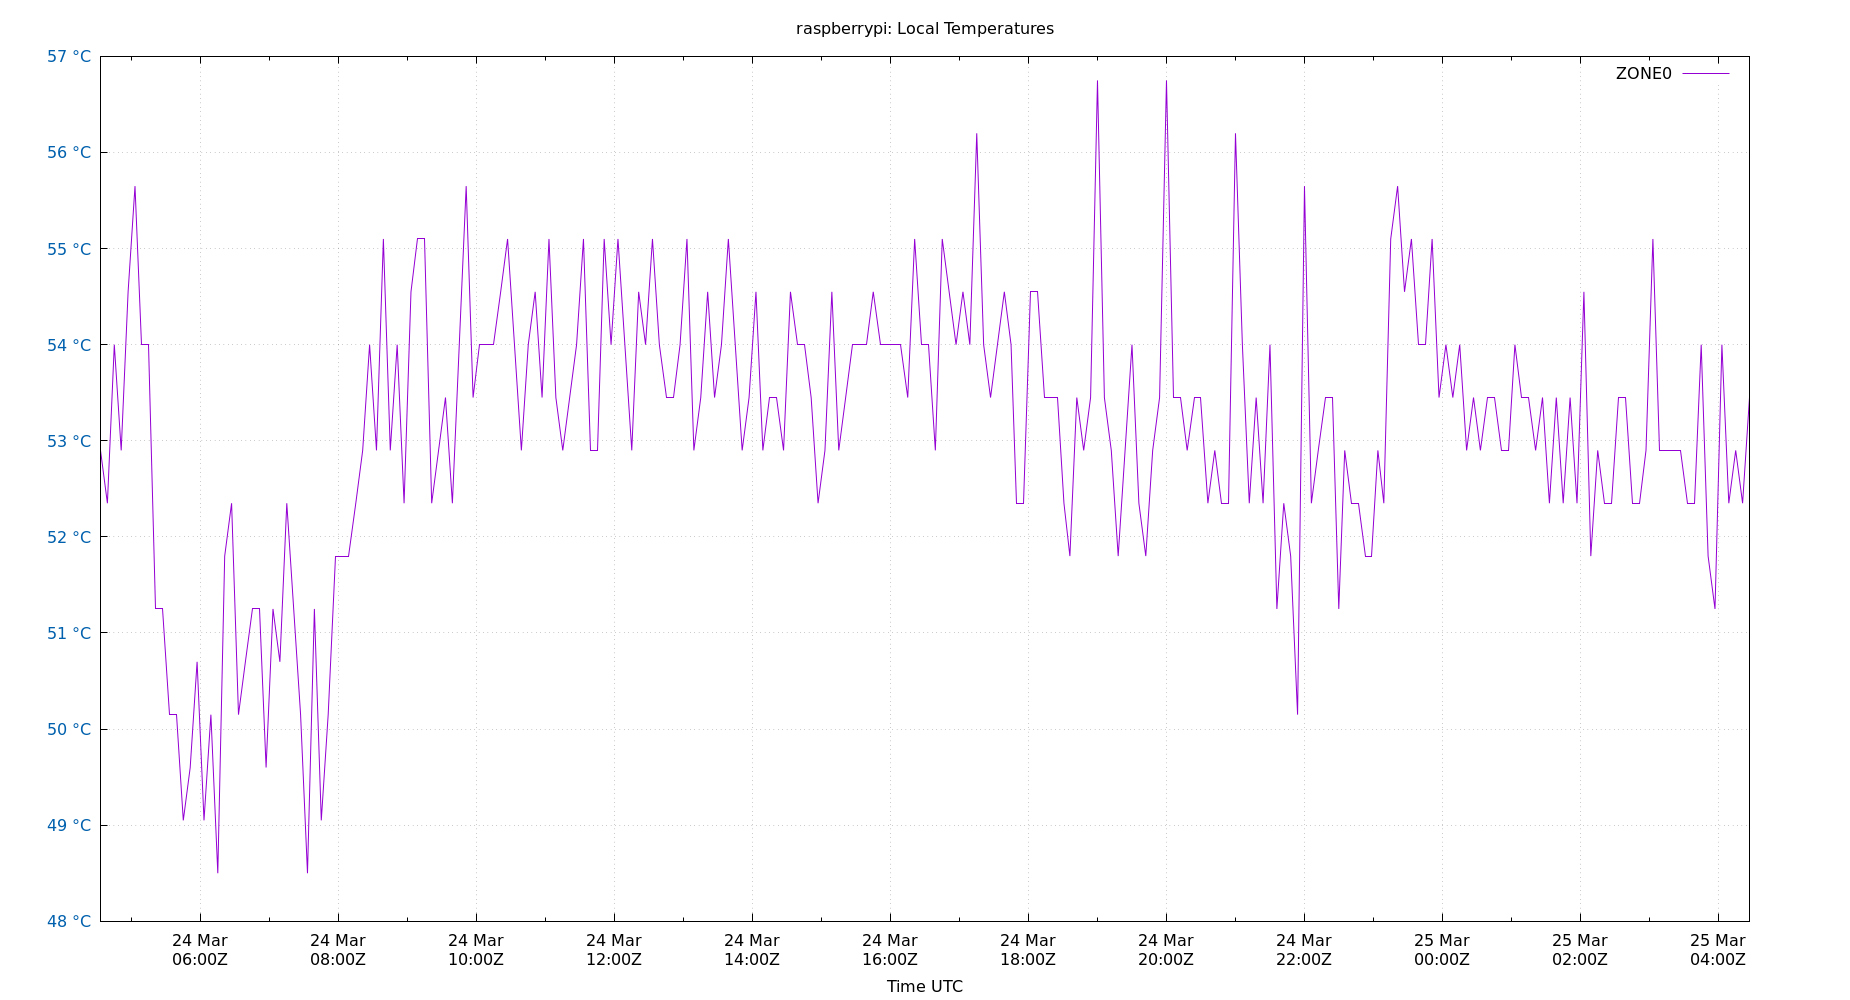 raspberrypi: Local Temperatures
57 °C
ZONE0
56 °C
55 °C
54 °C
53 °C
52 °C
51 °C
50 °C
49 °C
48 °C
24 Mar 24 Mar 24 Mar 24 Mar 24 Mar 24 Mar 24 Mar 24 Mar 24 Mar 25 Mar 25 Mar 25 Mar
06:00Z 08:00Z 10:00Z 12:00Z 14:00Z 16:00Z 18:00Z 20:00Z 22:00Z 00:00Z 02:00Z 04:00Z
Time UTC